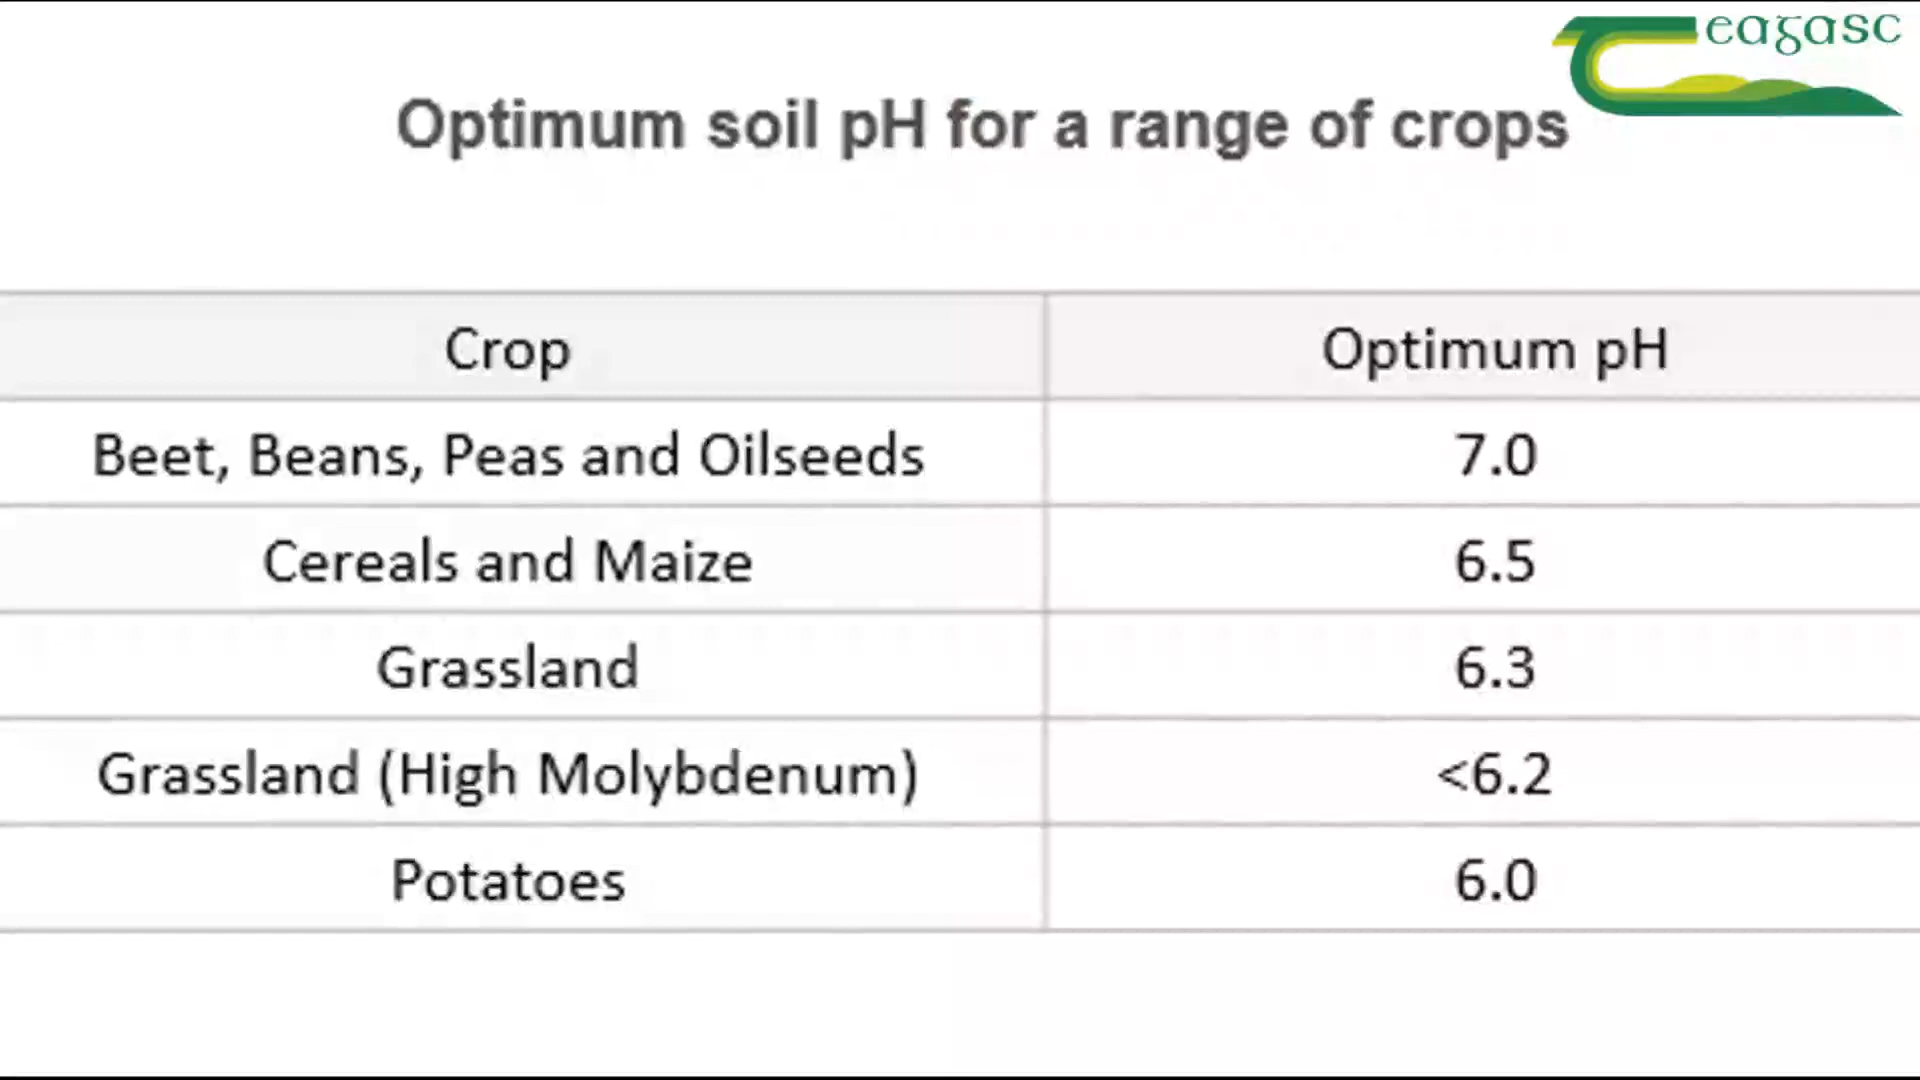 eagasc
Optimum soil pH for a range of crops
Crop Optimum pH
Beet, Beans, Peas and Oilseeds 7.0
Cereals and Maize 6.5
Grassland 6.3
Grassland (High Molybdenum) <6.2
Potatoes 6.0